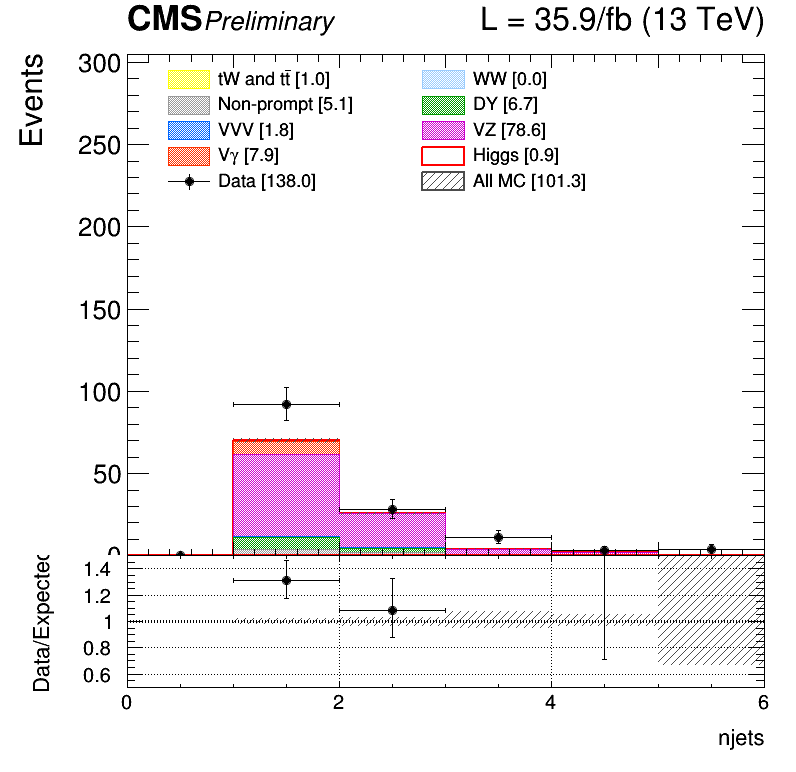 CMS Preliminary L = 35.9/fb (13 TeV)
Events
300
250
200
150
100
50
0
tW and tt̄ [1.0]
WW [0.0]
Non-prompt [5.1]
DY [6.7]
VVV [1.8]
VZ [78.6]
Vγ [7.9]
Higgs [0.9]
Data [138.0]
All MC [101.3]
Data/Expected
1.4
1.2
1
0.8
0.6
0 2 4 6
njets